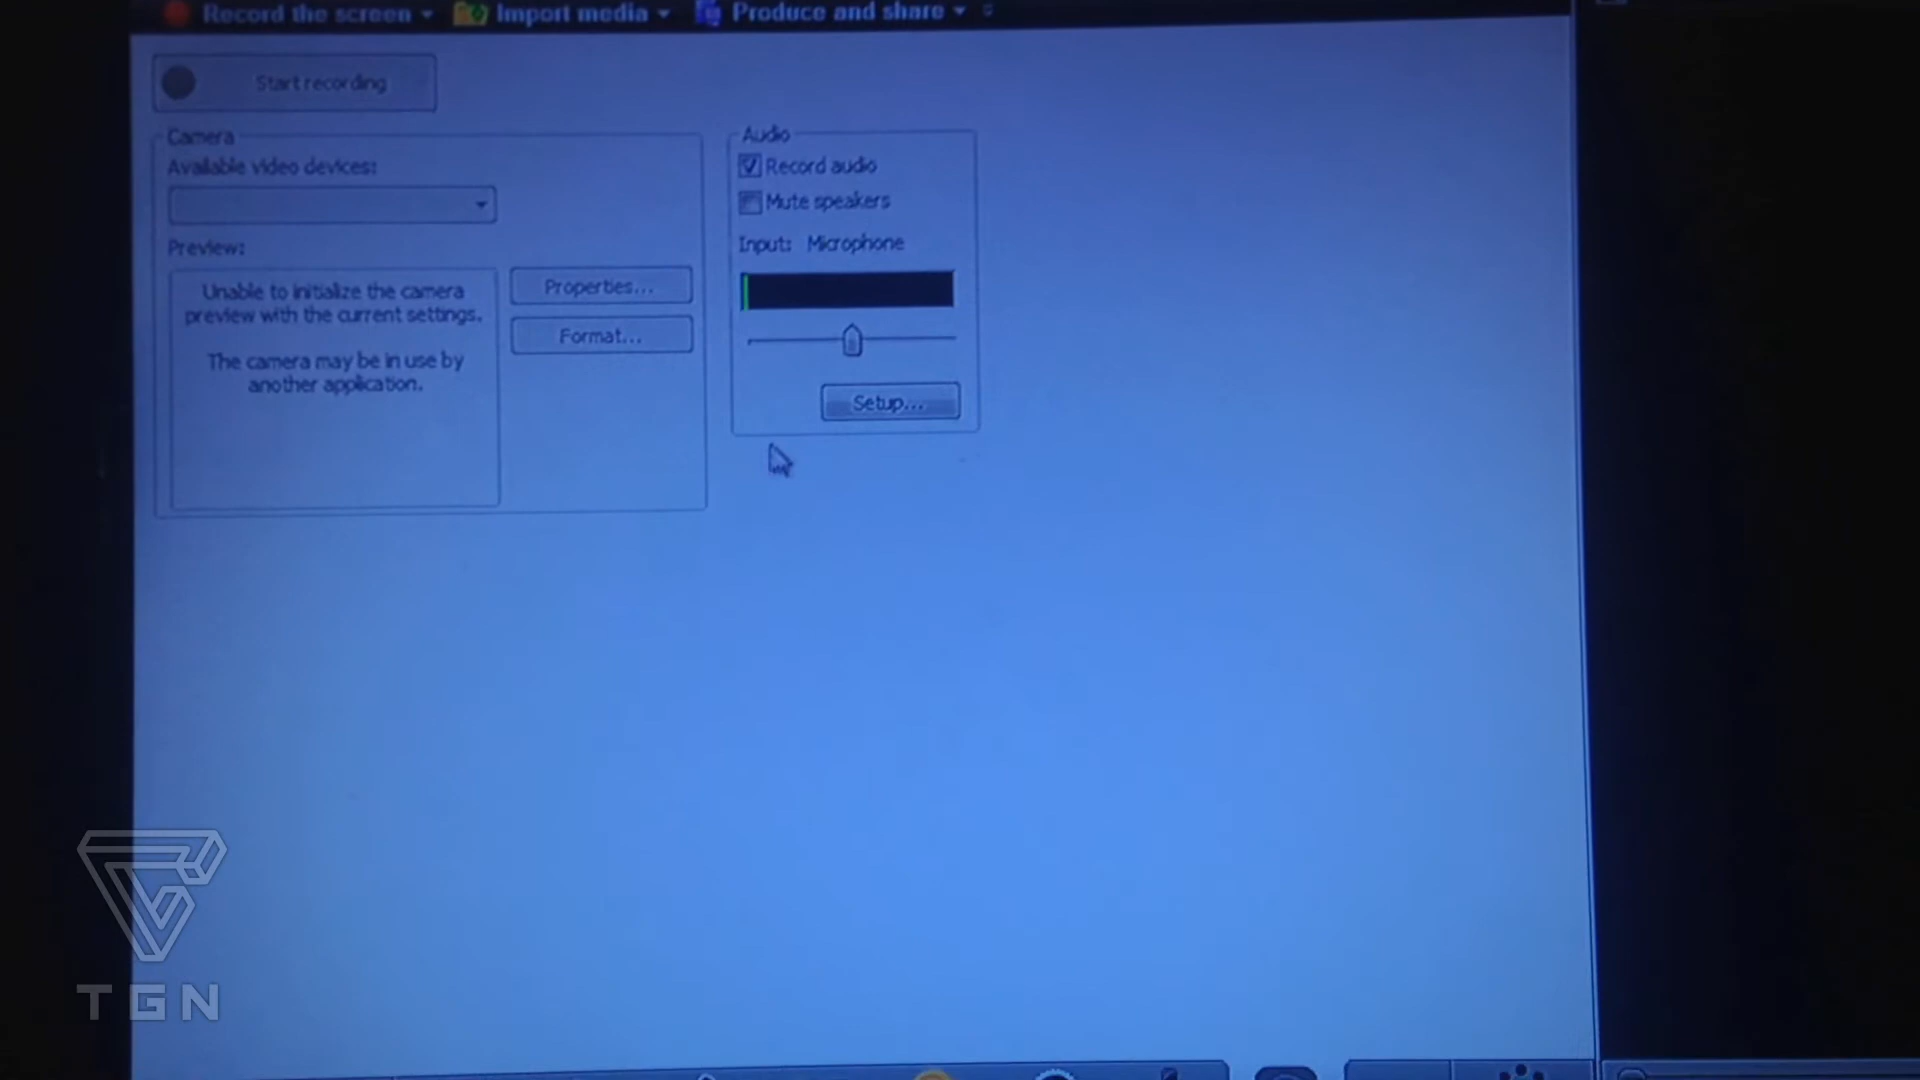 Record the screen
Import media
Produce and share
Start recording
Camera
Available video devices:
Preview:
Unable to initialize the camera
preview with the current settings.
The camera may be in use by
another application.
Properties...
Format...
Audio
Record audio
Mute speakers
Input: Microphone
Setup...
TGN